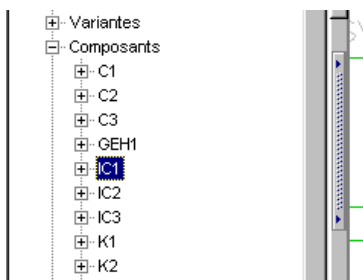 Variantes
Composants
C1
C2
C3
GEH1
IC1
IC2
IC3
K1
K2